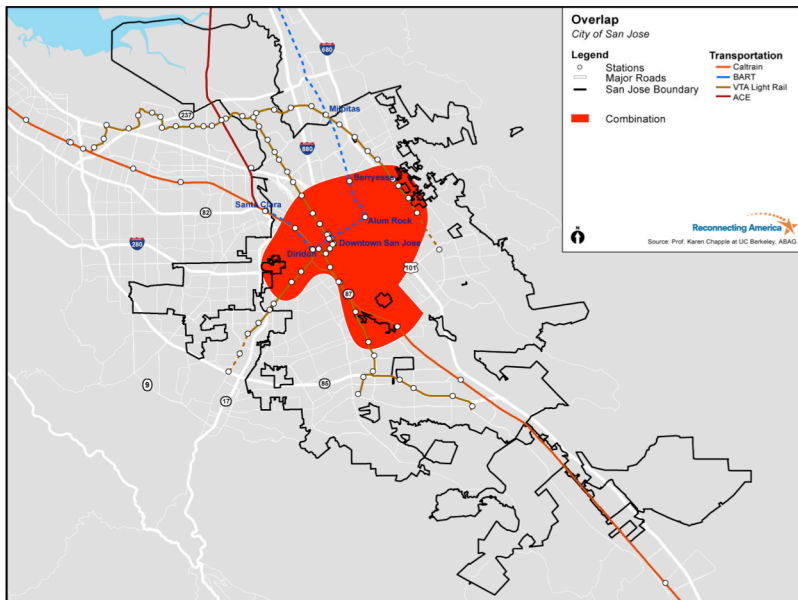 Overlap
City of San Jose
Legend
Stations
Major Roads
San Jose Boundary
Combination
Transportation
Caltrain
BART
VTA Light Rail
ACE
N
Reconnecting America
Source: Prof. Karen Chapple at UC Berkeley, ABAG
680
237
Milpitas
880
Berryessa
Santa Clara
82
Alum Rock
280
Diridon
Downtown San Jose
101
87
9
85
17